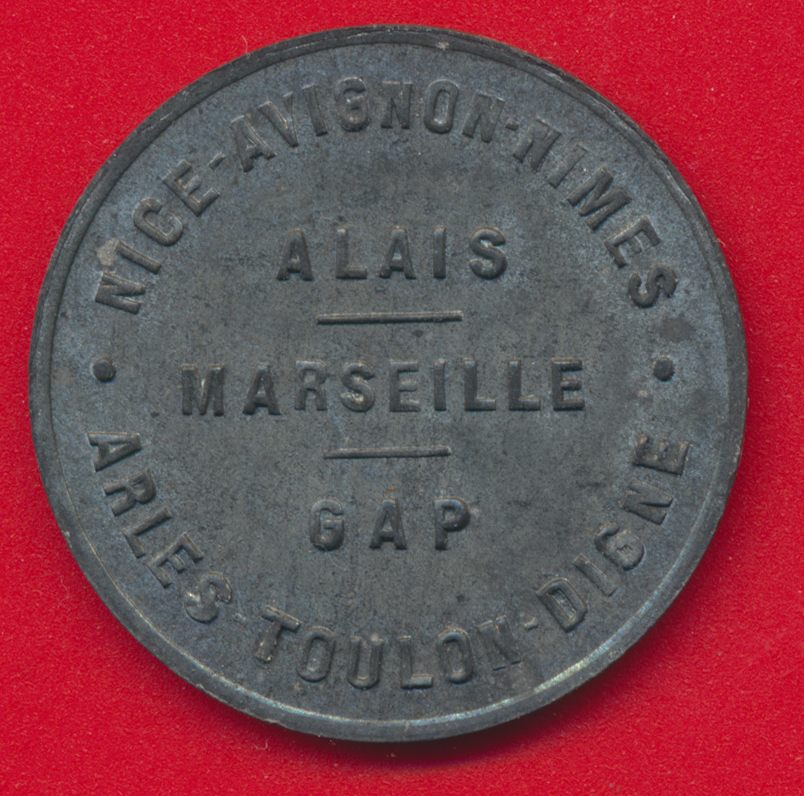 NICE-AVIGNON-NIMES
ALAIS
MARSEILLE
GAP
ARLES-TOULON-DIGNE